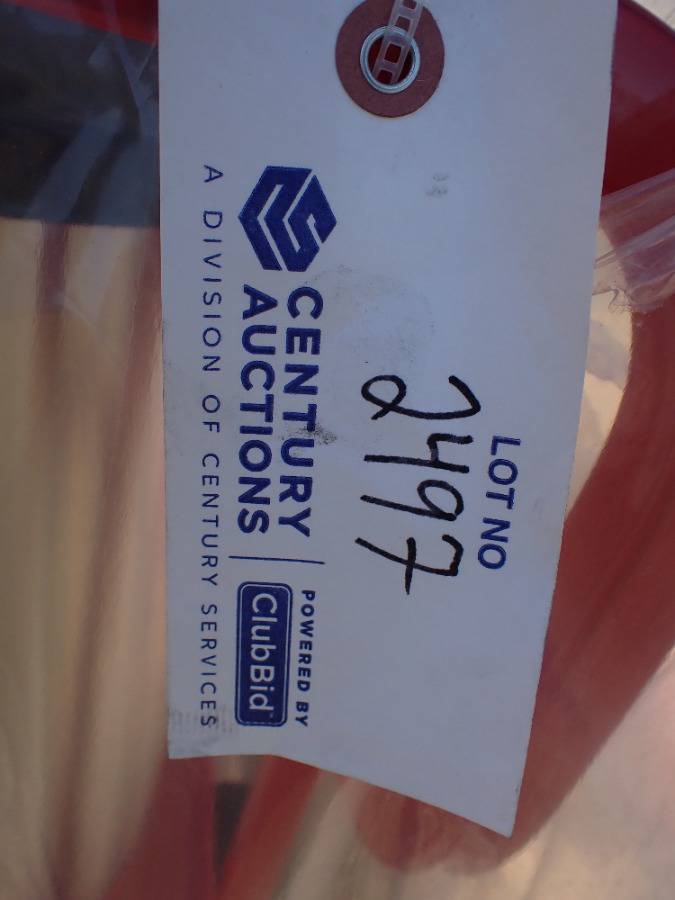 LOT NO
2497
CENTURY
AUCTIONS
POWERED BY
ClubBid
A DIVISION OF CENTURY SERVICES